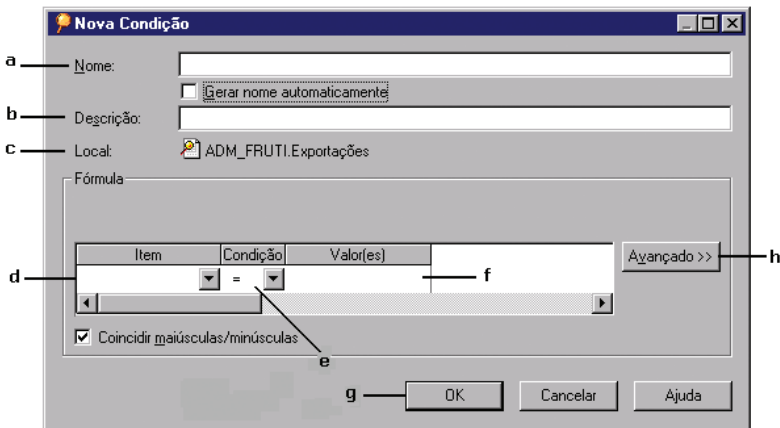 Nova Condição
a Nome:
Gerar nome automaticamente
b Descrição:
c Local: ADM_FRUTI.Exportações
Fórmula
Item Condição Valor(es) Avançado >> h
d = f
Coincidir maiúsculas/minúsculas
e
g OK Cancelar Ajuda